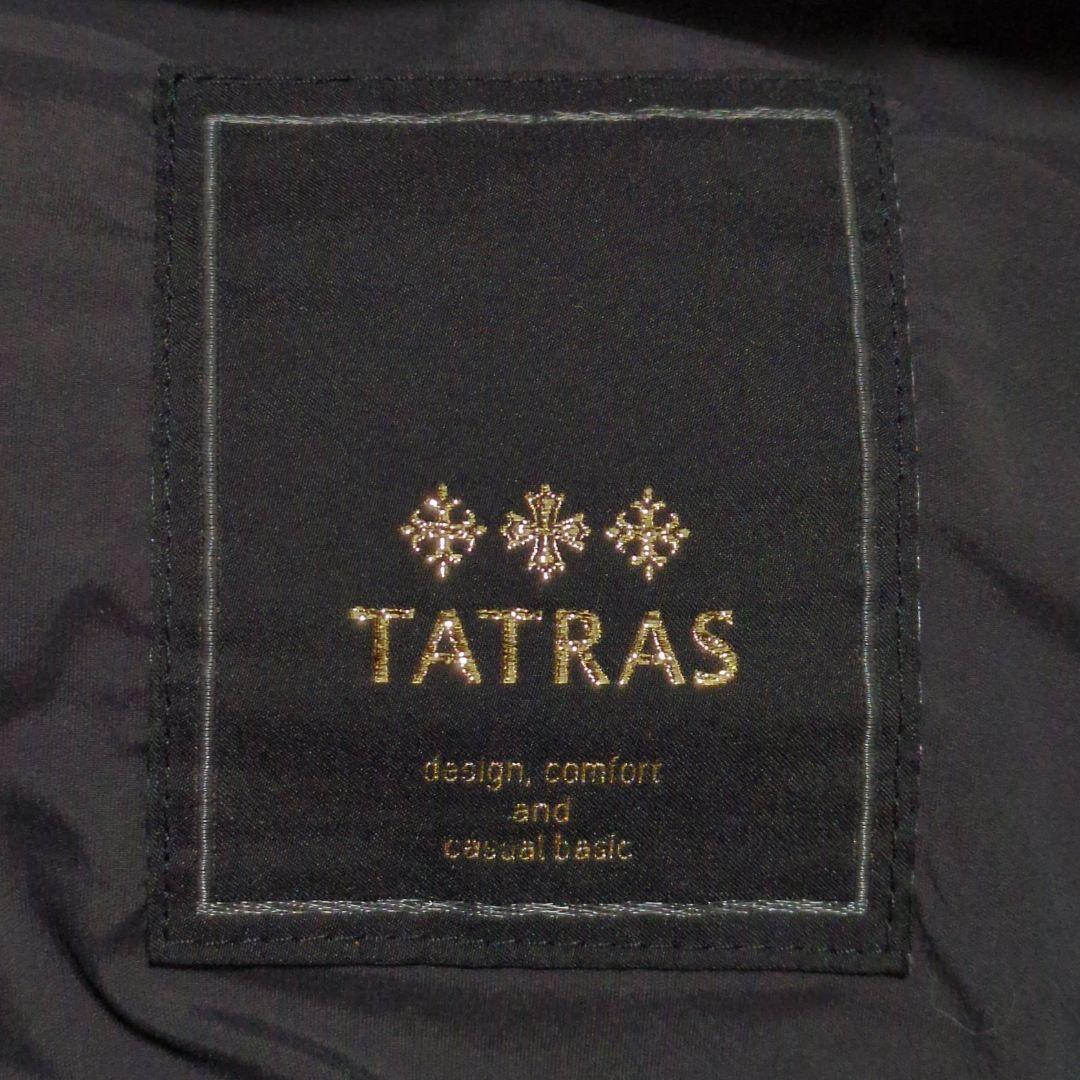 TATRAS
design, comfort
and
casual basic